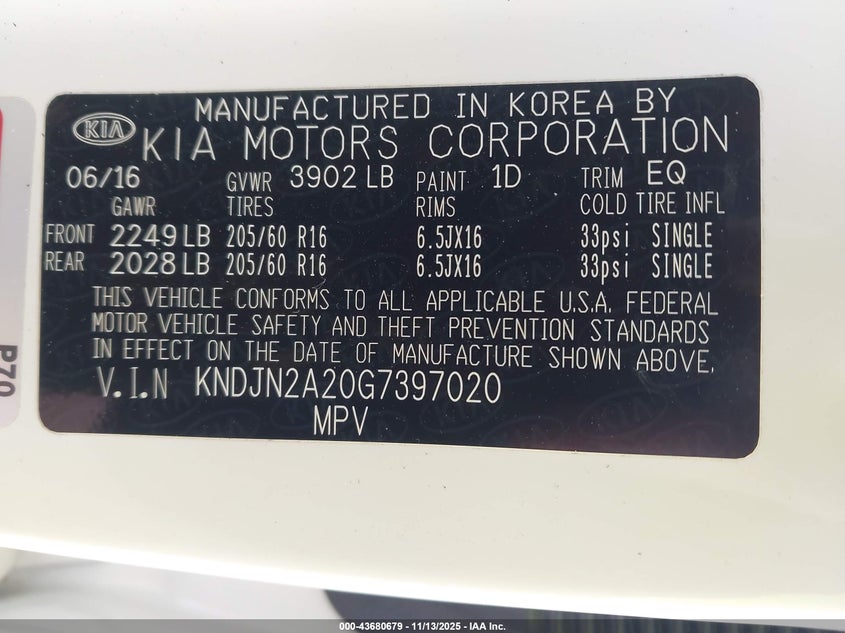 MANUFACTURED IN KOREA BY
KIA KIA MOTORS CORPORATION
06/16 GVWR 3902 LB PAINT 1D TRIM EQ
GAWR TIRES RIMS COLD TIRE INFL
FRONT 2249 LB 205/60 R16 6.5JX16 33psi SINGLE
REAR 2028 LB 205/60 R16 6.5JX16 33psi SINGLE
THIS VEHICLE CONFORMS TO ALL APPLICABLE U.S.A. FEDERAL
MOTOR VEHICLE SAFETY AND THEFT PREVENTION STANDARDS
IN EFFECT ON THE DATE OF MANUFACTURE SHOWN ABOVE.
V.I.N KNDJN2A20G7397020
MPV
P70
000-43680679 | 11/13/2025 - IAA Inc.